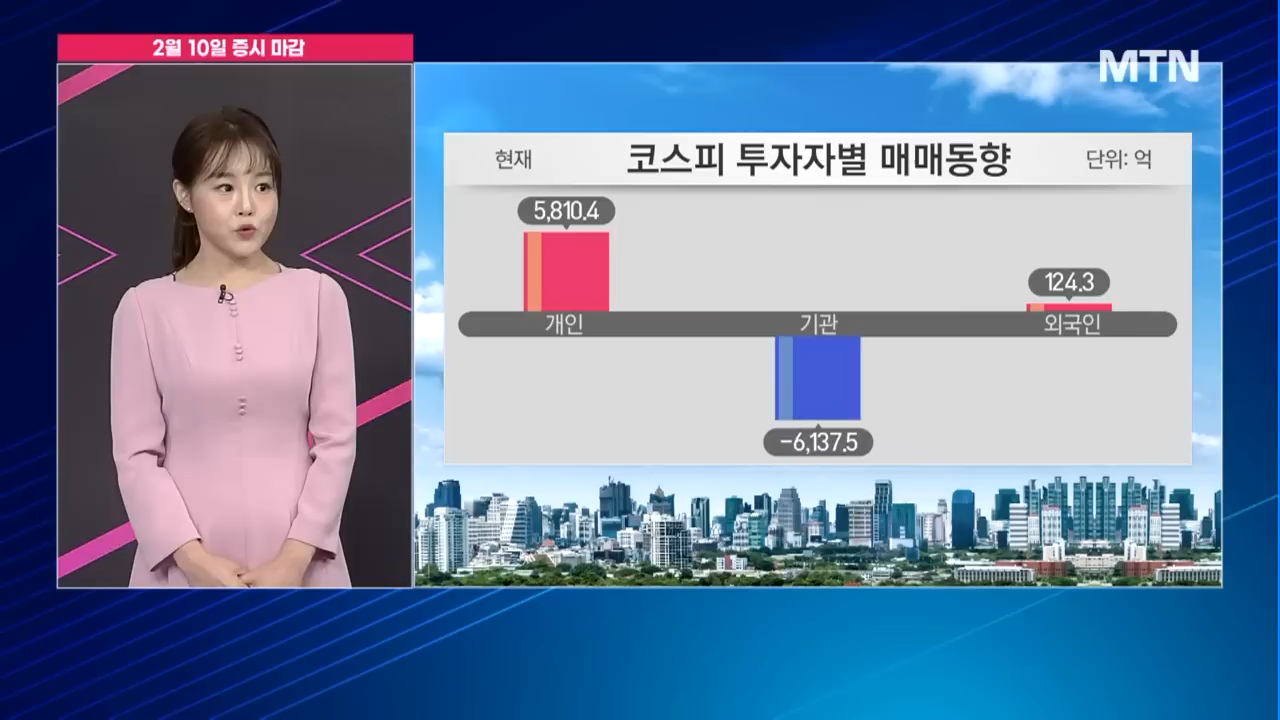 2월 10일 증시 마감
MTN
현재
코스피 투자자별 매매동향
단위: 억
5,810.4
124.3
개인
기관
외국인
-6,137.5